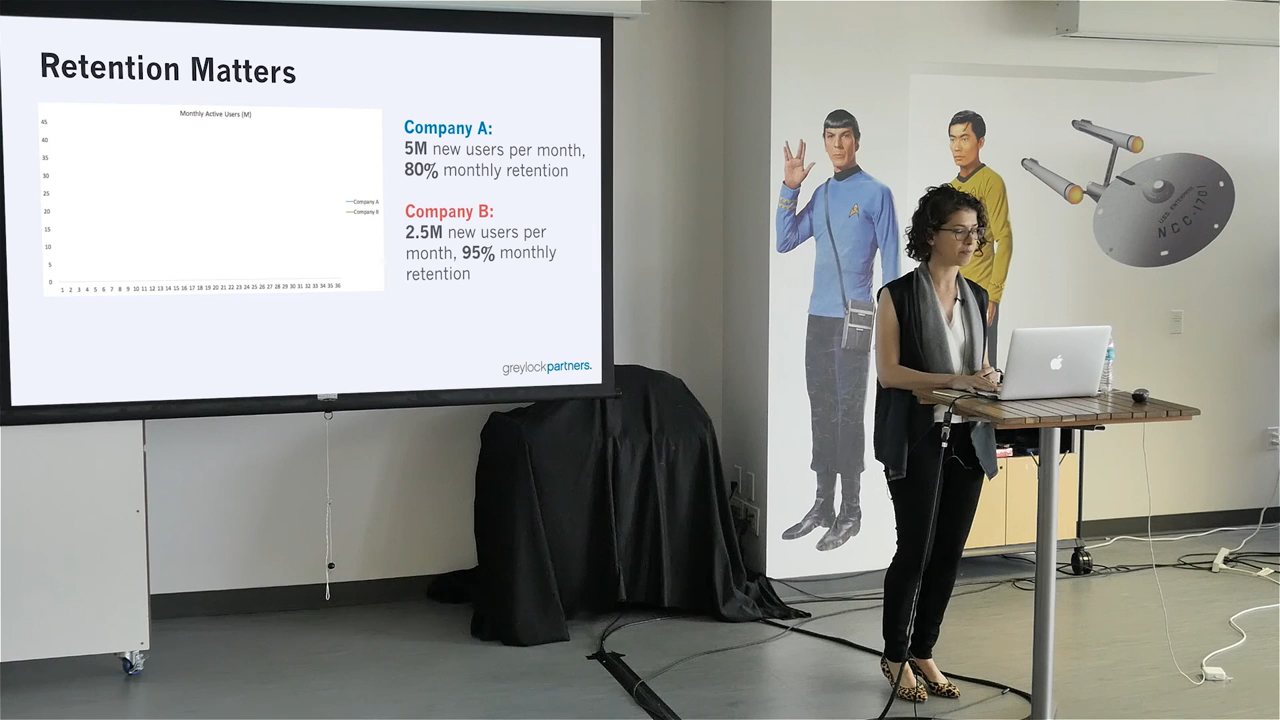 Retention Matters
Monthly Active Users (M)
45
40
35
30
25
20
15
10
5
0
1 2 3 4 5 6 7 8 9 10 11 12 13 14 15 16 17 18 19 20 21 22 23 24 25 26 27 28 29 30 31 32 33 34 35 36
Company A
Company B
Company A:
5M new users per month,
80% monthly retention
Company B:
2.5M new users per
month, 95% monthly
retention
greylockpartners.
U.S.S. ENTERPRISE
NCC-1701